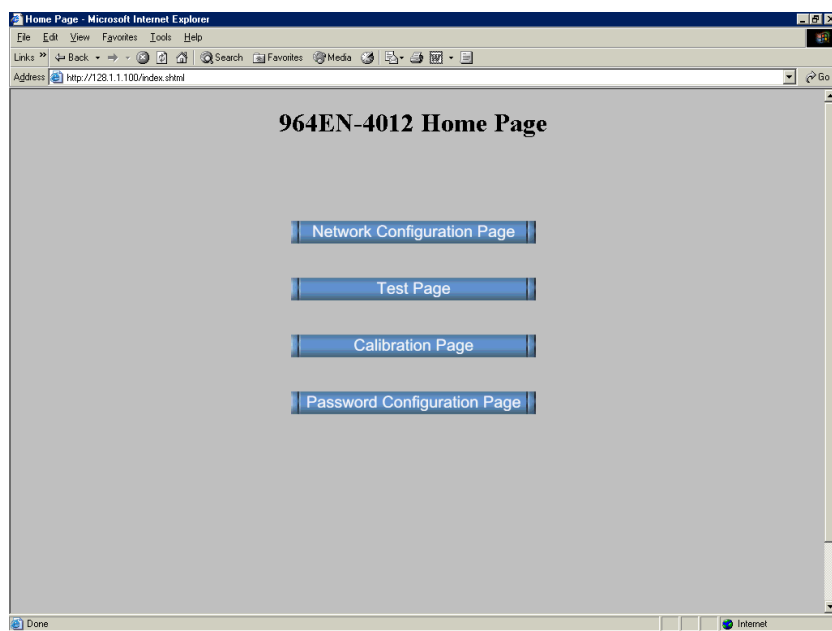 Home Page - Microsoft Internet Explorer
File Edit View Favorites Tools Help
Links » Back Search Favorites Media
Address http://128.1.1.100/index.shtml Go
964EN-4012 Home Page
Network Configuration Page
Test Page
Calibration Page
Password Configuration Page
Done Internet